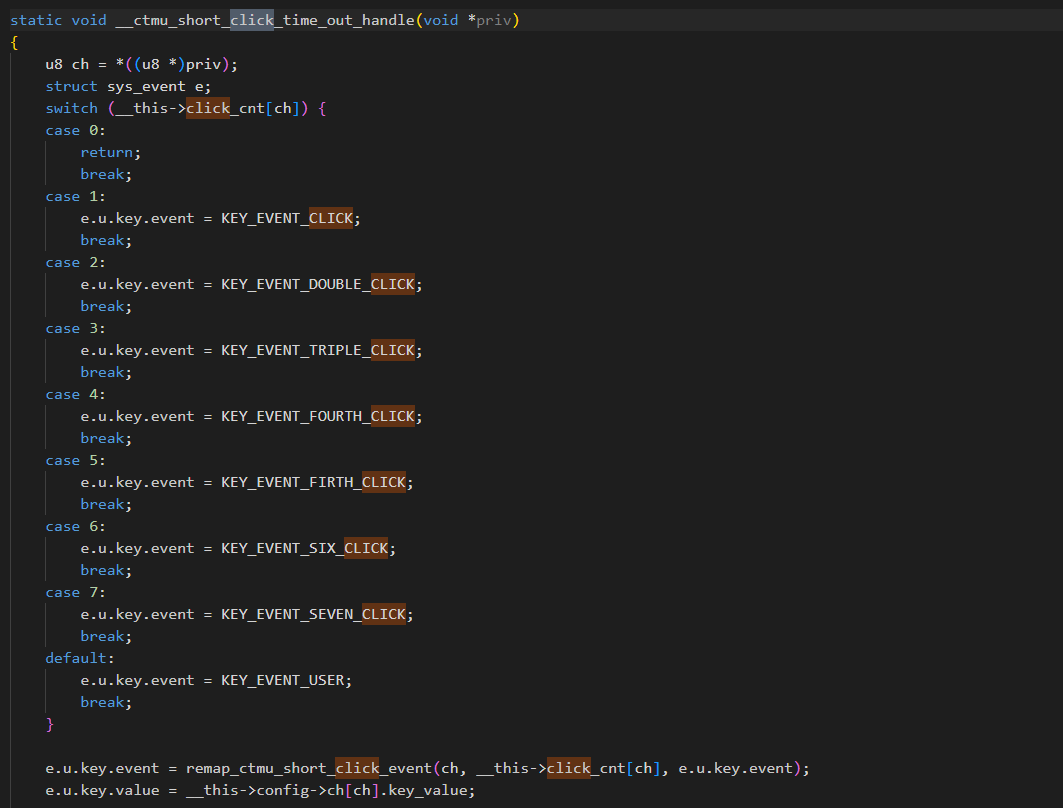 static void __ctmu_short_click_time_out_handle(void *priv)
{
    u8 ch = *((u8 *)priv);
    struct sys_event e;
    switch (__this->click_cnt[ch]) {
    case 0:
        return;
        break;
    case 1:
        e.u.key.event = KEY_EVENT_CLICK;
        break;
    case 2:
        e.u.key.event = KEY_EVENT_DOUBLE_CLICK;
        break;
    case 3:
        e.u.key.event = KEY_EVENT_TRIPLE_CLICK;
        break;
    case 4:
        e.u.key.event = KEY_EVENT_FOURTH_CLICK;
        break;
    case 5:
        e.u.key.event = KEY_EVENT_FIRTH_CLICK;
        break;
    case 6:
        e.u.key.event = KEY_EVENT_SIX_CLICK;
        break;
    case 7:
        e.u.key.event = KEY_EVENT_SEVEN_CLICK;
        break;
    default:
        e.u.key.event = KEY_EVENT_USER;
        break;
    }

    e.u.key.event = remap_ctmu_short_click_event(ch, __this->click_cnt[ch], e.u.key.event);
    e.u.key.value = __this->config->ch[ch].key_value;